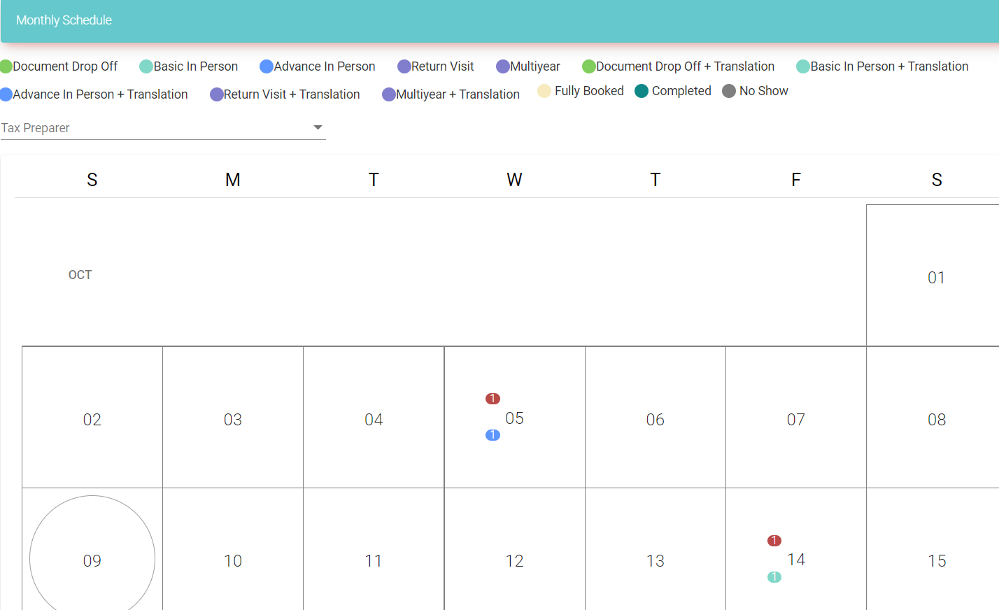 Monthly Schedule
Document Drop Off Basic In Person Advance In Person Return Visit Multiyear Document Drop Off + Translation Basic In Person + Translation
Advance In Person + Translation Return Visit + Translation Multiyear + Translation Fully Booked Completed No Show
Tax Preparer
S M T W T F S
OCT 01
1
02 03 04 05 06 07 08
1
1
09 10 11 12 13 14 15
1